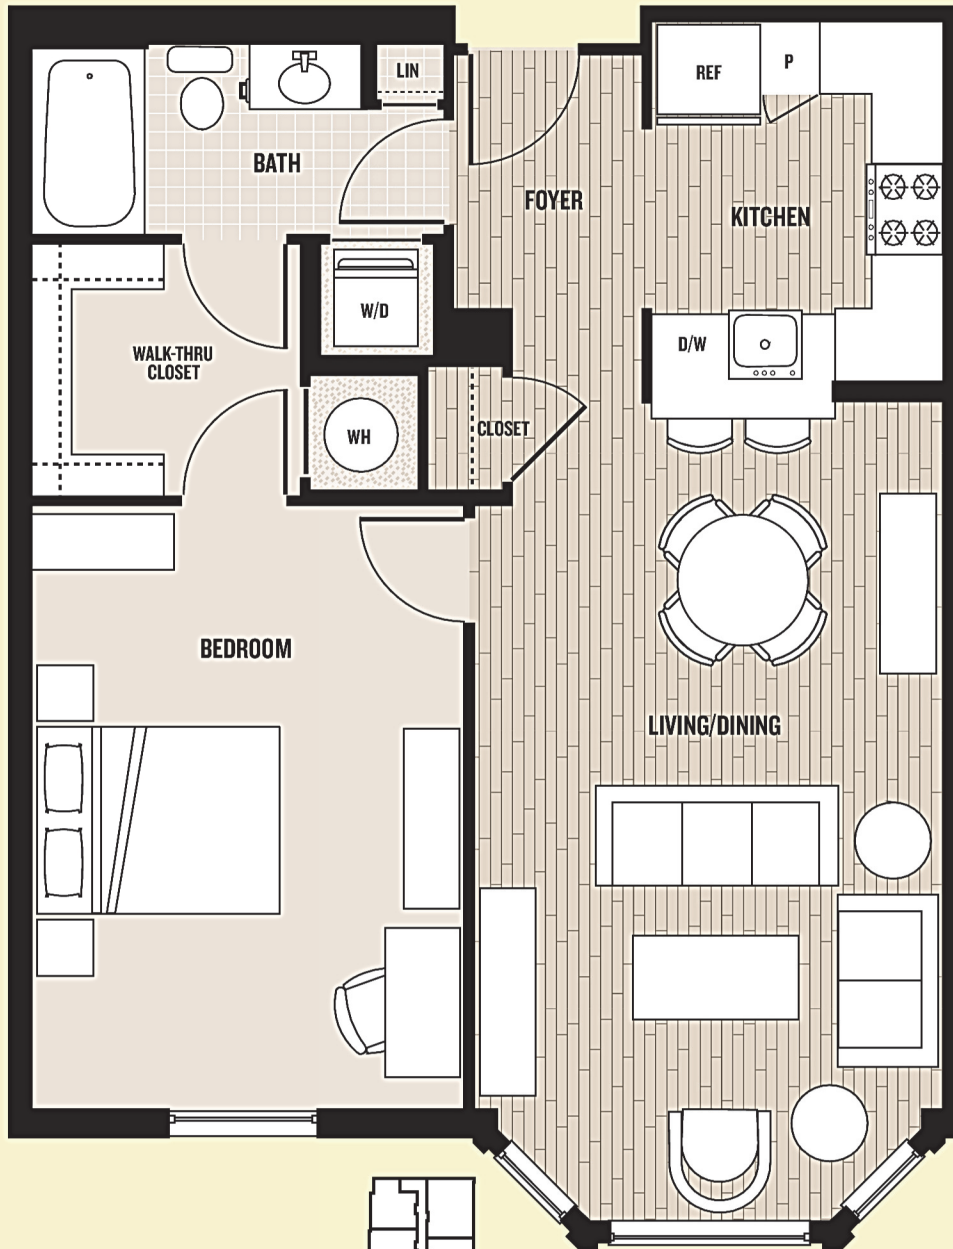 LIN
REF
P
BATH
FOYER
KITCHEN
W/D
D/W
WALK-THRU
CLOSET
WH
CLOSET
BEDROOM
LIVING/DINING